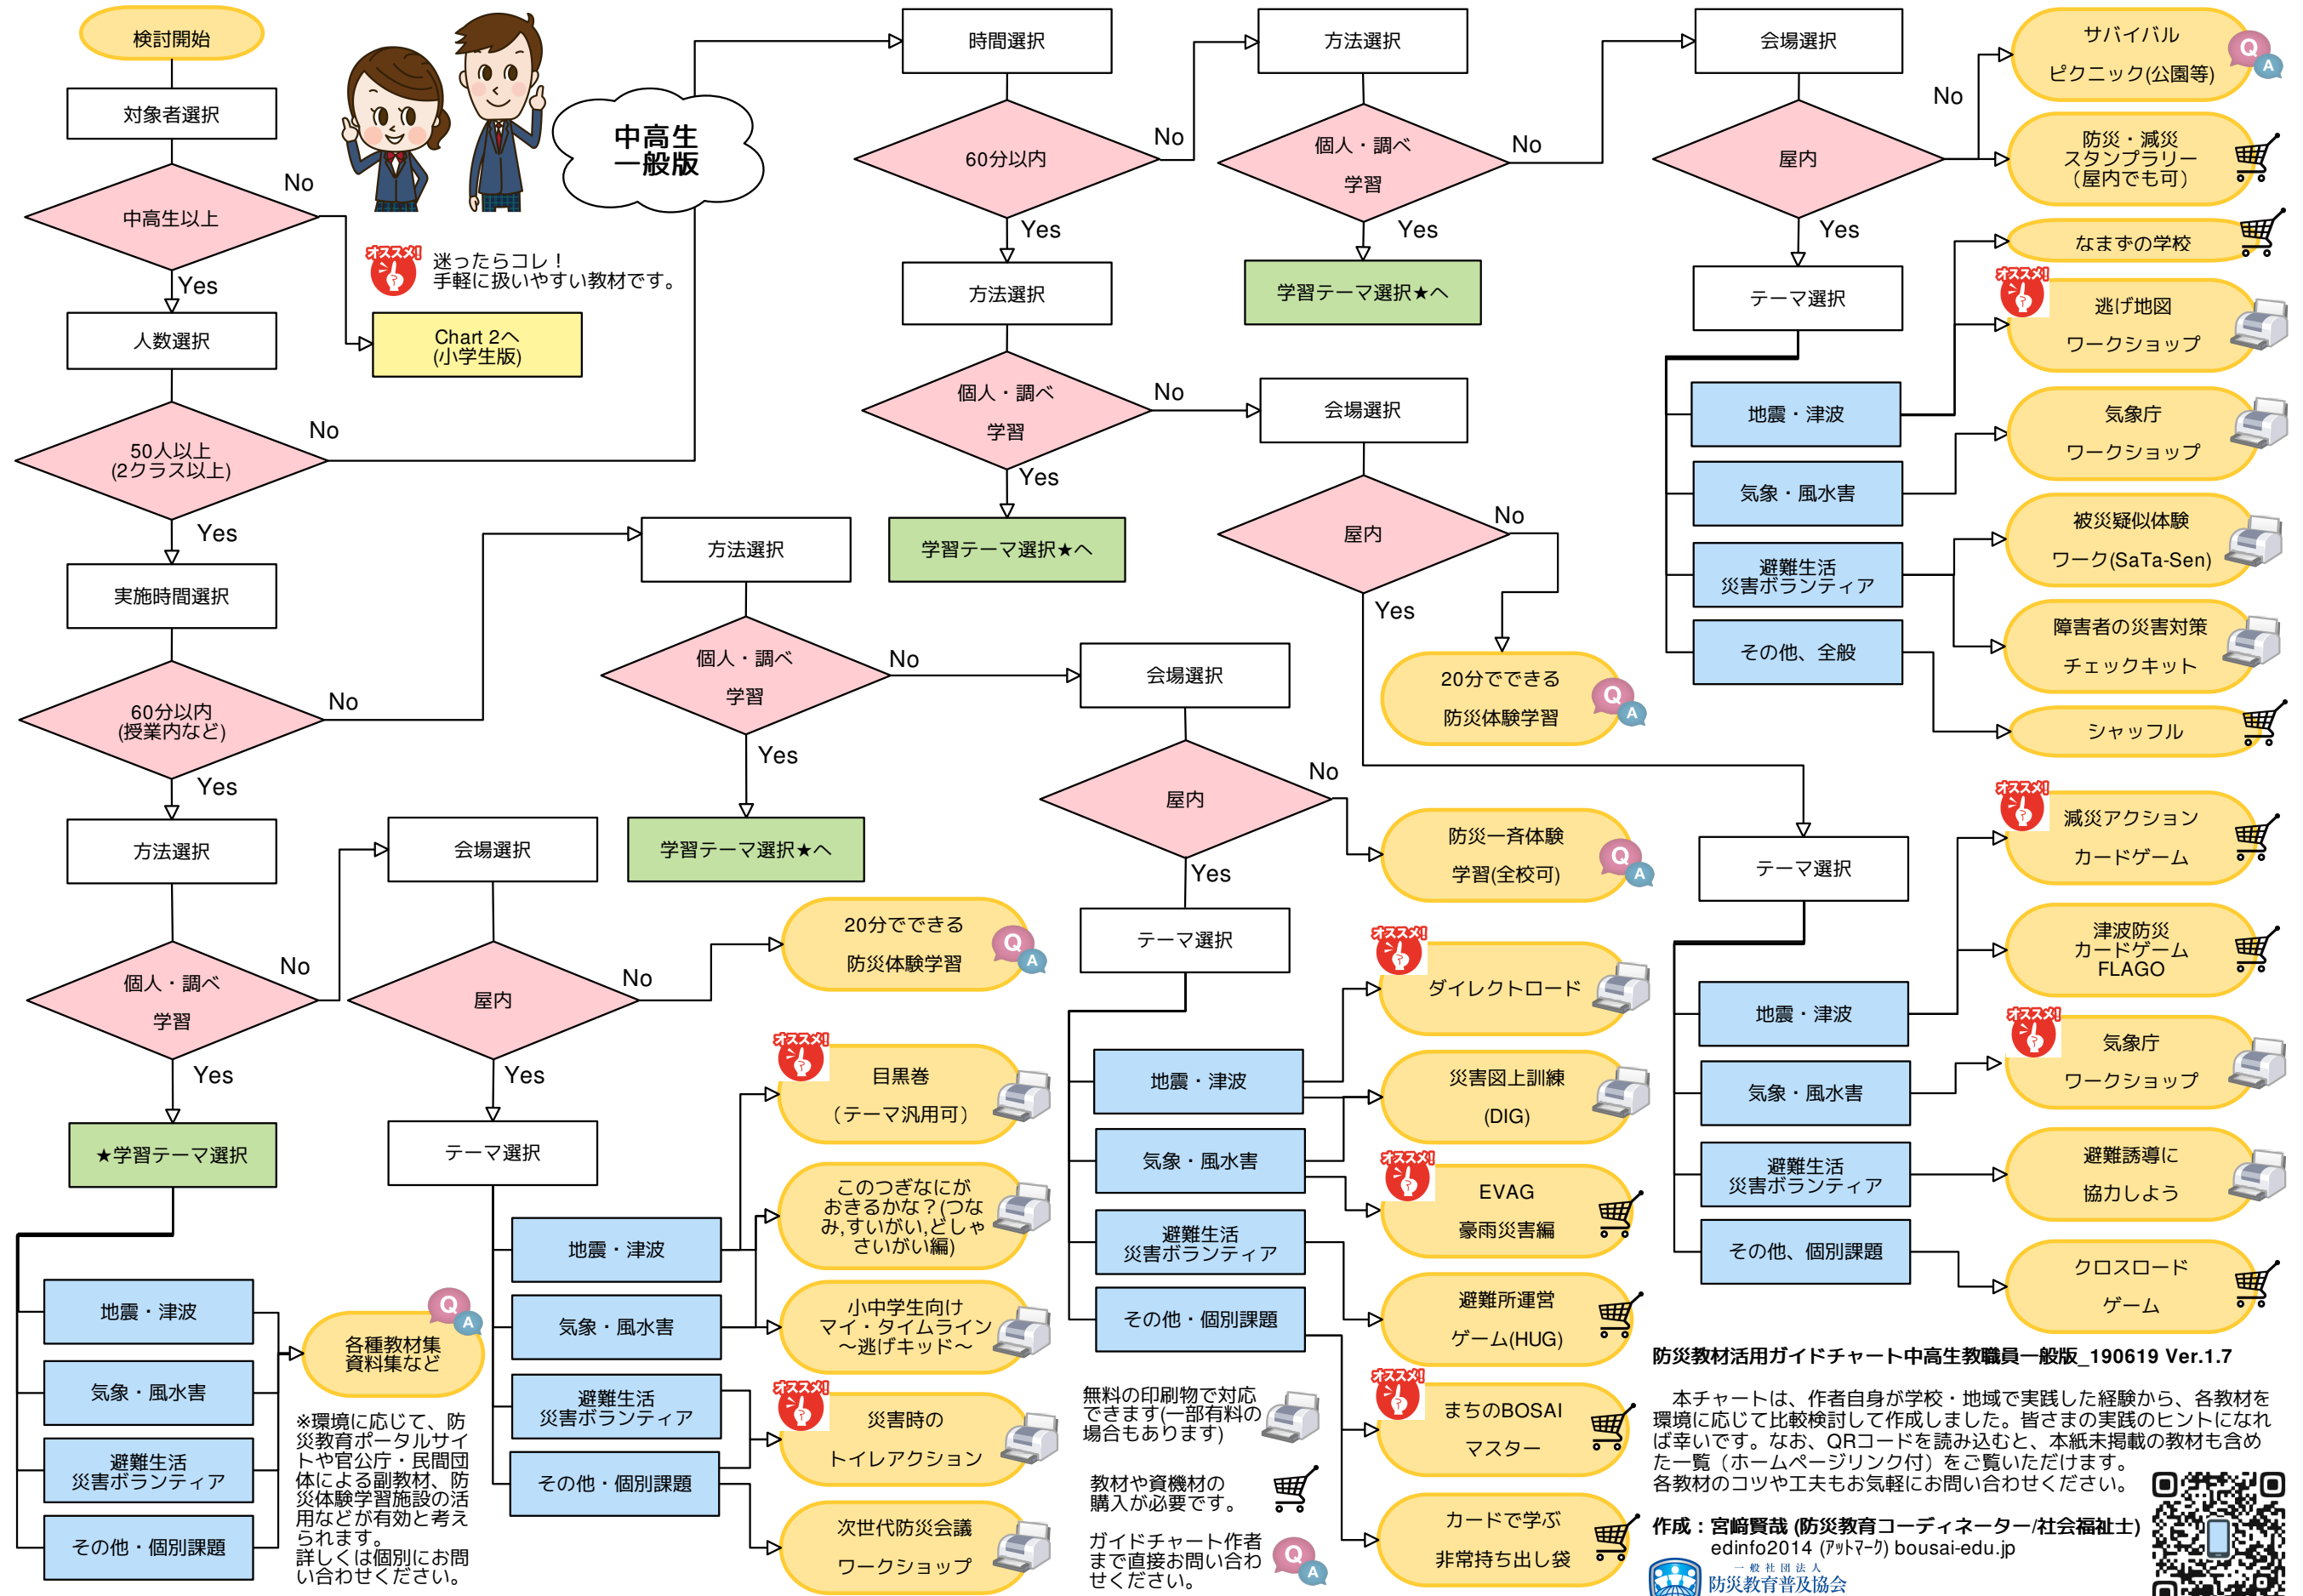 検討開始
対象者選択
中高生以上
No
Yes
オススメ!
迷ったらコレ！
手軽に扱いやすい教材です。
Chart 2へ
(小学生版)
中高生
一般版
人数選択
50人以上
(2クラス以上)
No
Yes
実施時間選択
60分以内
(授業内など)
No
Yes
方法選択
個人・調べ
学習
No
Yes
★学習テーマ選択
地震・津波
気象・風水害
避難生活
災害ボランティア
その他・個別課題
Q
A
各種教材集
資料集など
※環境に応じて、防
災教育ポータルサイ
トや官公庁・民間団
体による副教材、防
災体験学習施設の活
用などが有効と考え
られます。
詳しくは個別にお問
い合わせください。
会場選択
屋内
No
Yes
20分でできる
防災体験学習
Q
A
テーマ選択
地震・津波
気象・風水害
避難生活
災害ボランティア
その他・個別課題
オススメ!
目黒巻
（テーマ汎用可）
このつぎなにが
おきるかな？(つな
み,すいがい,どしゃ
さいがい編)
小中学生向け
マイ・タイムライン
～逃げキッド～
オススメ!
災害時の
トイレアクション
次世代防災会議
ワークショップ
方法選択
個人・調べ
学習
No
Yes
学習テーマ選択★へ
会場選択
屋内
No
Yes
防災一斉体験
学習(全校可)
Q
A
テーマ選択
地震・津波
気象・風水害
避難生活
災害ボランティア
その他・個別課題
オススメ!
ダイレクトロード
災害図上訓練
(DIG)
オススメ!
EVAG
豪雨災害編
避難所運営
ゲーム(HUG)
オススメ!
まちのBOSAI
マスター
カードで学ぶ
非常持ち出し袋
無料の印刷物で対応
できます(一部有料の
場合もあります)
教材や資機材の
購入が必要です。
ガイドチャート作者
まで直接お問い合わ
せください。
Q
A
時間選択
60分以内
No
Yes
方法選択
個人・調べ
学習
No
Yes
学習テーマ選択★へ
会場選択
屋内
No
Yes
20分でできる
防災体験学習
Q
A
テーマ選択
地震・津波
気象・風水害
避難生活
災害ボランティア
その他、個別課題
オススメ!
減災アクション
カードゲーム
津波防災
カードゲーム
FLAGO
オススメ!
気象庁
ワークショップ
避難誘導に
協力しよう
クロスロード
ゲーム
方法選択
個人・調べ
学習
No
Yes
学習テーマ選択★へ
会場選択
屋内
No
Yes
サバイバル
ピクニック(公園等)
Q
A
防災・減災
スタンプラリー
（屋内でも可）
テーマ選択
地震・津波
気象・風水害
避難生活
災害ボランティア
その他、全般
なまずの学校
オススメ!
逃げ地図
ワークショップ
気象庁
ワークショップ
被災疑似体験
ワーク(SaTa-Sen)
障害者の災害対策
チェックキット
シャッフル
防災教材活用ガイドチャート中高生教職員一般版_190619 Ver.1.7
本チャートは、作者自身が学校・地域で実践した経験から、各教材を
環境に応じて比較検討して作成しました。皆さまの実践のヒントになれ
ば幸いです。なお、QRコードを読み込むと、本紙未掲載の教材も含め
た一覧（ホームページリンク付）をご覧いただけます。
各教材のコツや工夫もお気軽にお問い合わせください。
作成：宮﨑賢哉 (防災教育コーディネーター/社会福祉士)
edinfo2014 (ｱｯﾄﾏｰｸ) bousai-edu.jp
一般社団法人
防災教育普及協会